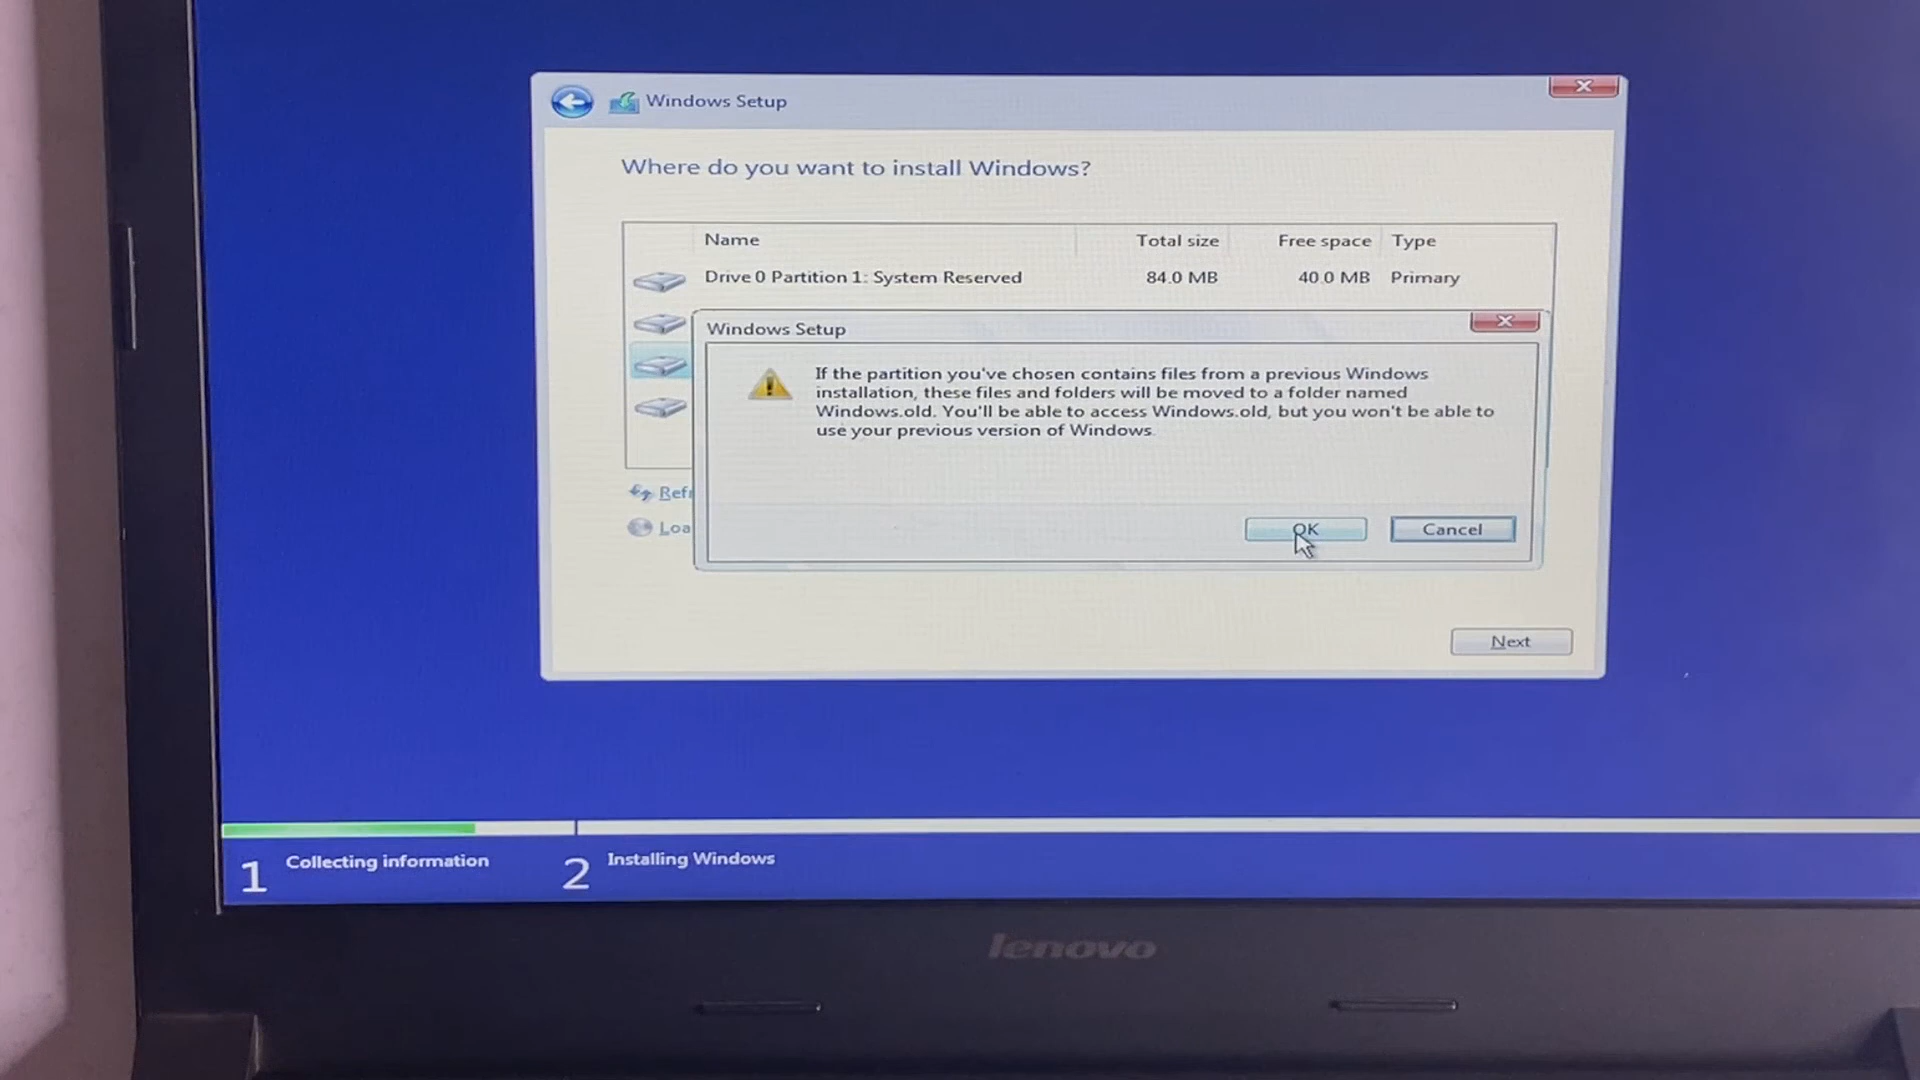 Windows Setup
Where do you want to install Windows?
Name Total size Free space Type
Drive 0 Partition 1: System Reserved 84.0 MB 40.0 MB Primary
Windows Setup
If the partition you've chosen contains files from a previous Windows
installation, these files and folders will be moved to a folder named
Windows.old. You'll be able to access Windows.old, but you won't be able to
use your previous version of Windows.
Refr
Loa
OK Cancel
Next
1 Collecting information 2 Installing Windows
lenovo